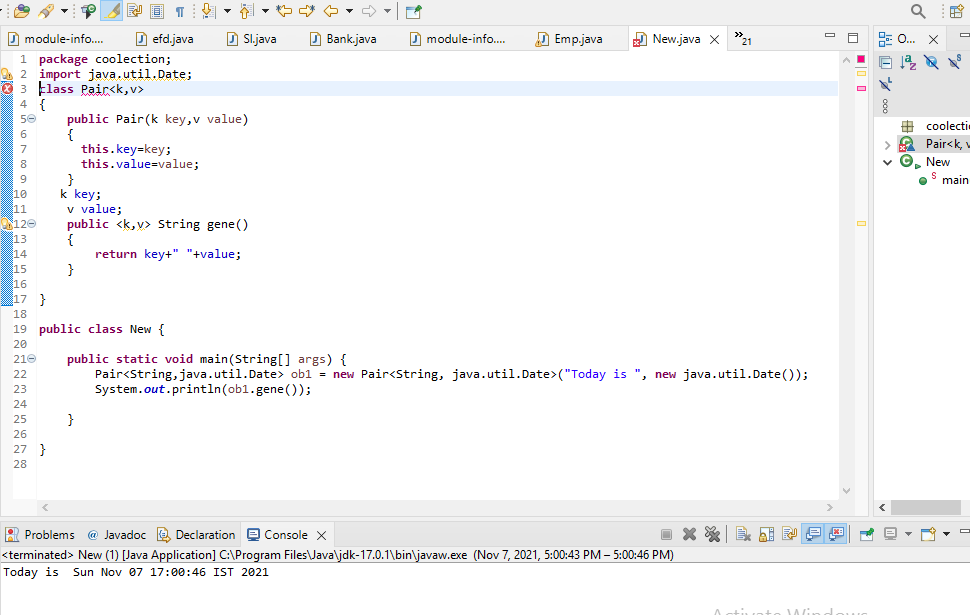 module-info.... efd.java SI.java Bank.java module-info.... Emp.java New.java 21 O...
1 package coolection;
2 import java.util.Date;
3 class Pair<k,v>
4 {
5 public Pair(k key,v value)
6 {
7 this.key=key;
8 this.value=value;
9 }
10 k key;
11 v value;
12 public <k,v> String gene()
13 {
14 return key+" "+value;
15 }
16
17 }
18
19 public class New {
20
21 public static void main(String[] args) {
22 Pair<String,java.util.Date> ob1 = new Pair<String, java.util.Date>("Today is ", new java.util.Date());
23 System.out.println(ob1.gene());
24
25 }
26
27 }
28
coolecti
Pair<k, v
New
main
Problems @ Javadoc Declaration Console
<terminated> New (1) [Java Application] C:\Program Files\Java\jdk-17.0.1\bin\javaw.exe (Nov 7, 2021, 5:00:43 PM – 5:00:46 PM)
Today is  Sun Nov 07 17:00:46 IST 2021
Activate Windows